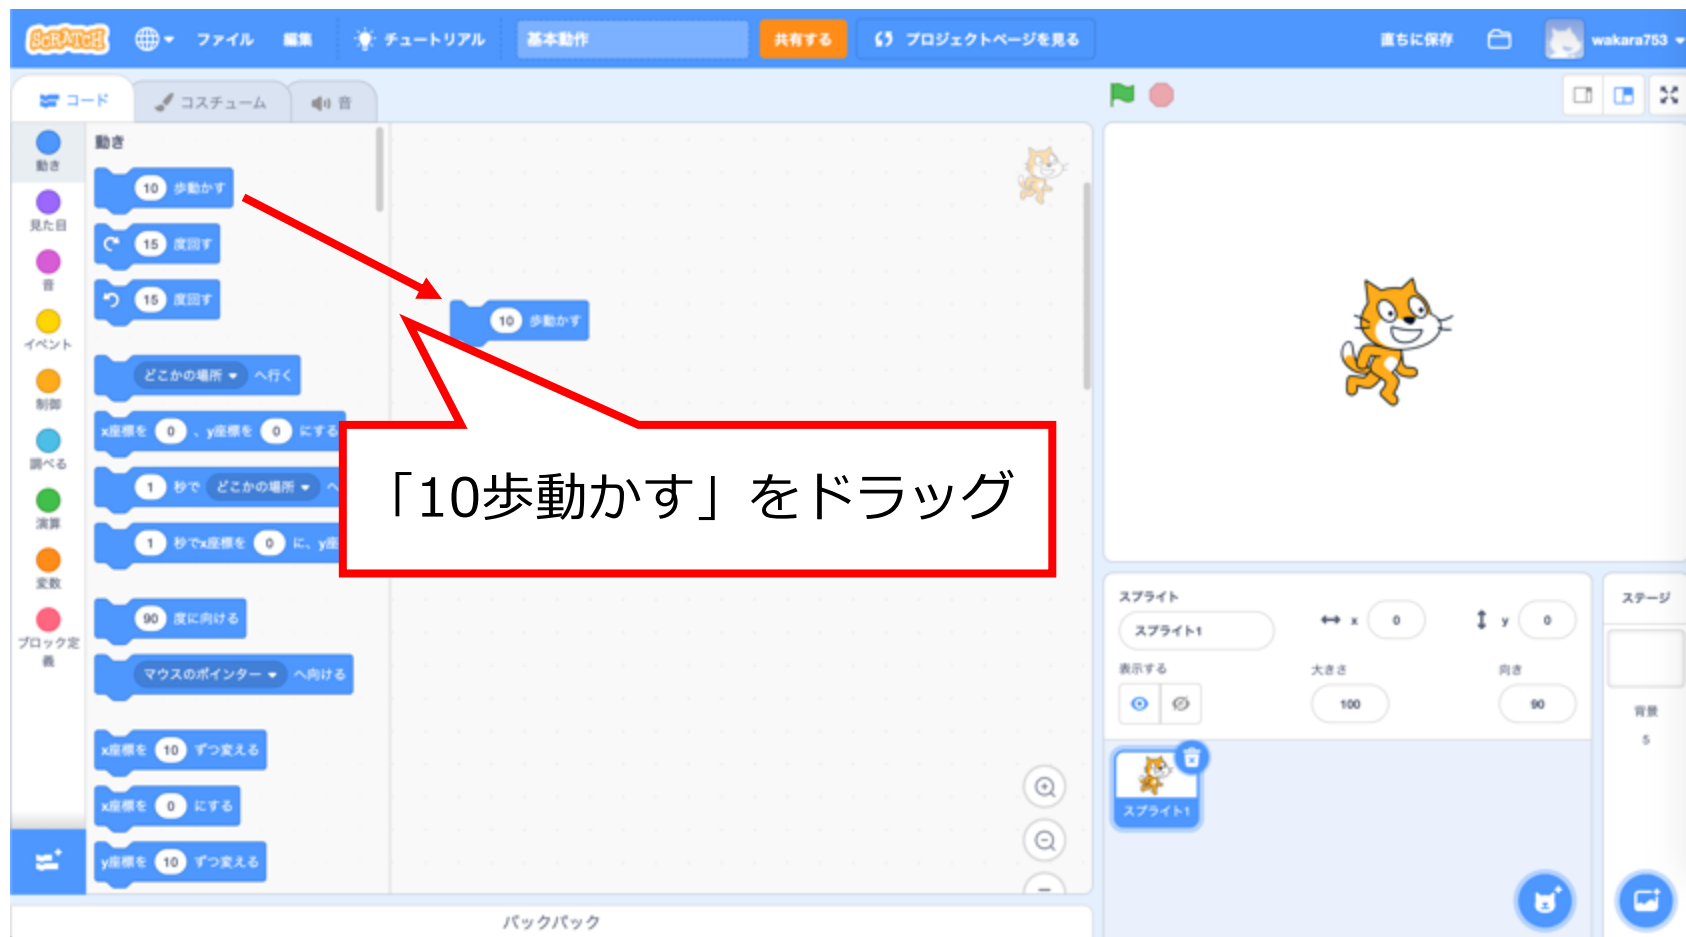 SCRATCH ファイル 編集 チュートリアル 基本動作 共有する プロジェクトページを見る 直ちに保存 wakara753
コード コスチューム 音
動き
見た目
音
イベント
制御
調べる
演算
変数
ブロック定
義
動き
10 歩動かす
15 度回す
15 度回す
どこかの場所 へ行く
x座標を 0 、y座標を 0 にする
1 秒で どこかの場所 へ
1 秒でx座標を 0 に、y座
90 度に向ける
マウスのポインター へ向ける
x座標を 10 ずつ変える
x座標を 0 にする
y座標を 10 ずつ変える
10 歩動かす
「10歩動かす」をドラッグ
バックパック
スプライト
スプライト1 x 0 y 0
表示する 大きさ 向き
100 90
スプライト1
ステージ
背景
5